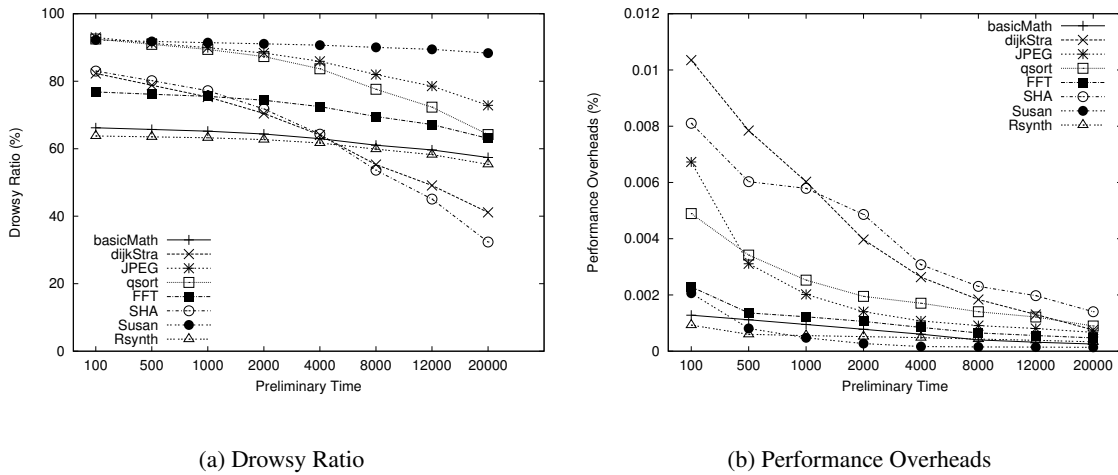 100
80
60
40
20
0
Drowsy Ratio (%)
basicMath
dijkStra
JPEG
qsort
FFT
SHA
Susan
Rsynth
100 500 1000 2000 4000 8000 12000 20000
Preliminary Time
(a) Drowsy Ratio
0.012
0.01
0.008
0.006
0.004
0.002
0
Performance Overheads (%)
basicMath
dijkStra
JPEG
qsort
FFT
SHA
Susan
Rsynth
100 500 1000 2000 4000 8000 12000 20000
Preliminary Time
(b) Performance Overheads